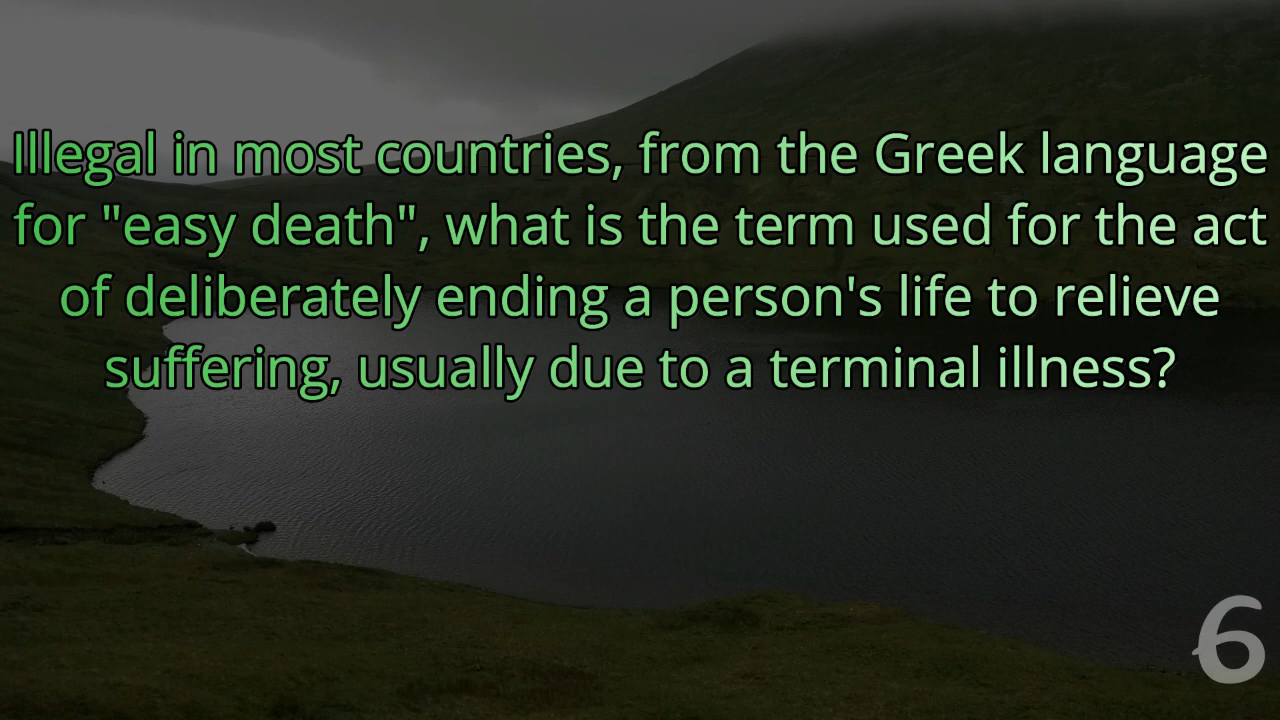 Illegal in most countries, from the Greek language
for "easy death", what is the term used for the act
of deliberately ending a person's life to relieve
suffering, usually due to a terminal illness?
6